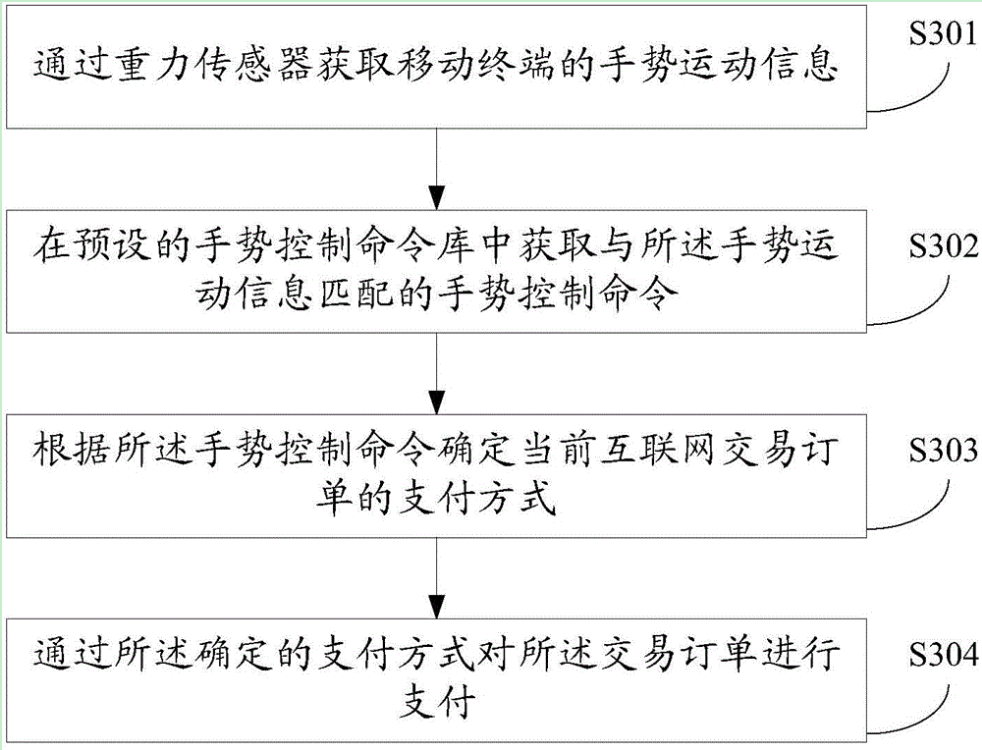 S301
通过重力传感器获取移动终端的手势运动信息
S302
在预设的手势控制命令库中获取与所述手势运
动信息匹配的手势控制命令
S303
根据所述手势控制命令确定当前互联网交易订
单的支付方式
S304
通过所述确定的支付方式对所述交易订单进行
支付